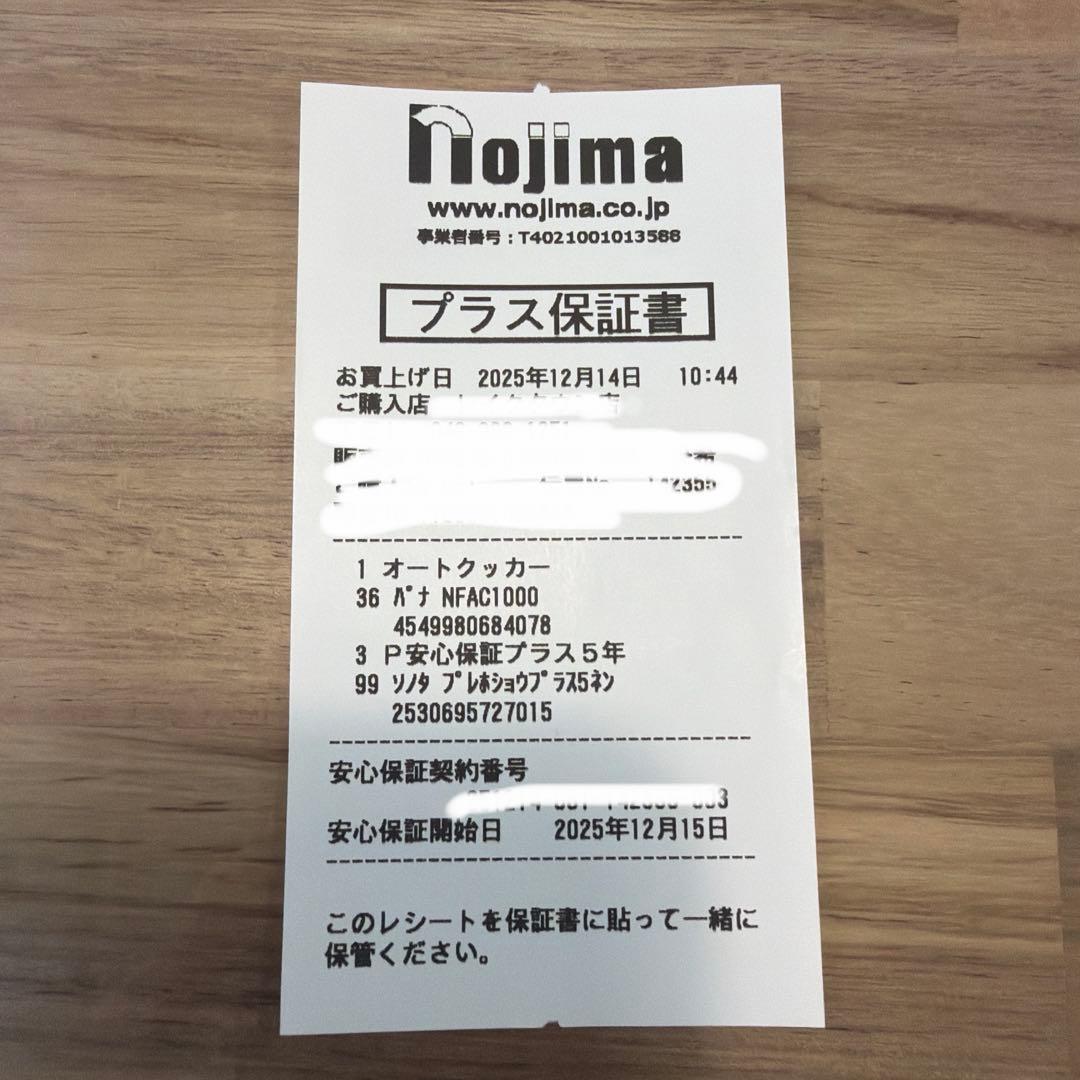 nojima
www.nojima.co.jp
事業者番号：T4021001013588
プラス保証書
お買上げ日 2025年12月14日 10:44
ご購入店
142355
1 オートクッカー
36 ﾊﾟﾅ NFAC1000
4549980684078
3 P安心保証プラス５年
99 ｿﾉﾀ ﾌﾟﾚﾎｼｮｳﾌﾟﾗｽ5ﾈﾝ
2530695727015
安心保証契約番号
安心保証開始日 2025年12月15日
このレシートを保証書に貼って一緒に
保管ください。